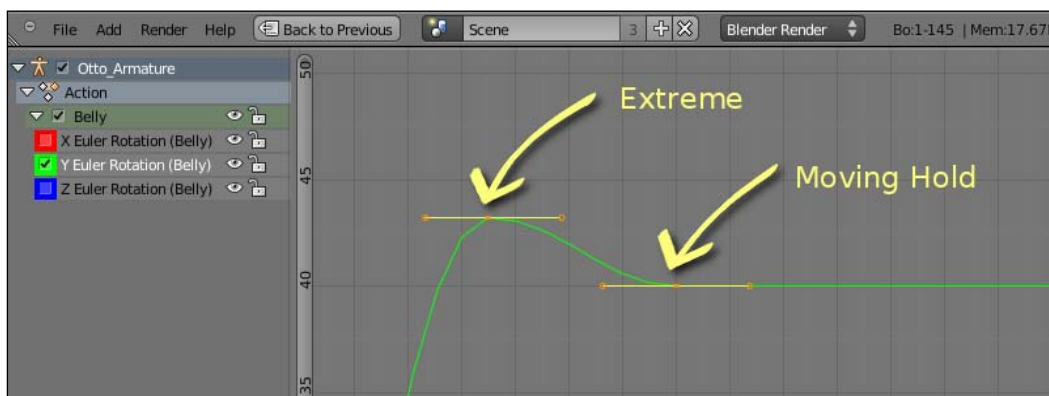 File Add Render Help Back to Previous Scene 3 Blender Render Bo:1-145 | Mem:17.67
Otto_Armature
Action
Belly
X Euler Rotation (Belly)
Y Euler Rotation (Belly)
Z Euler Rotation (Belly)
50
45
40
35
Extreme
Moving Hold